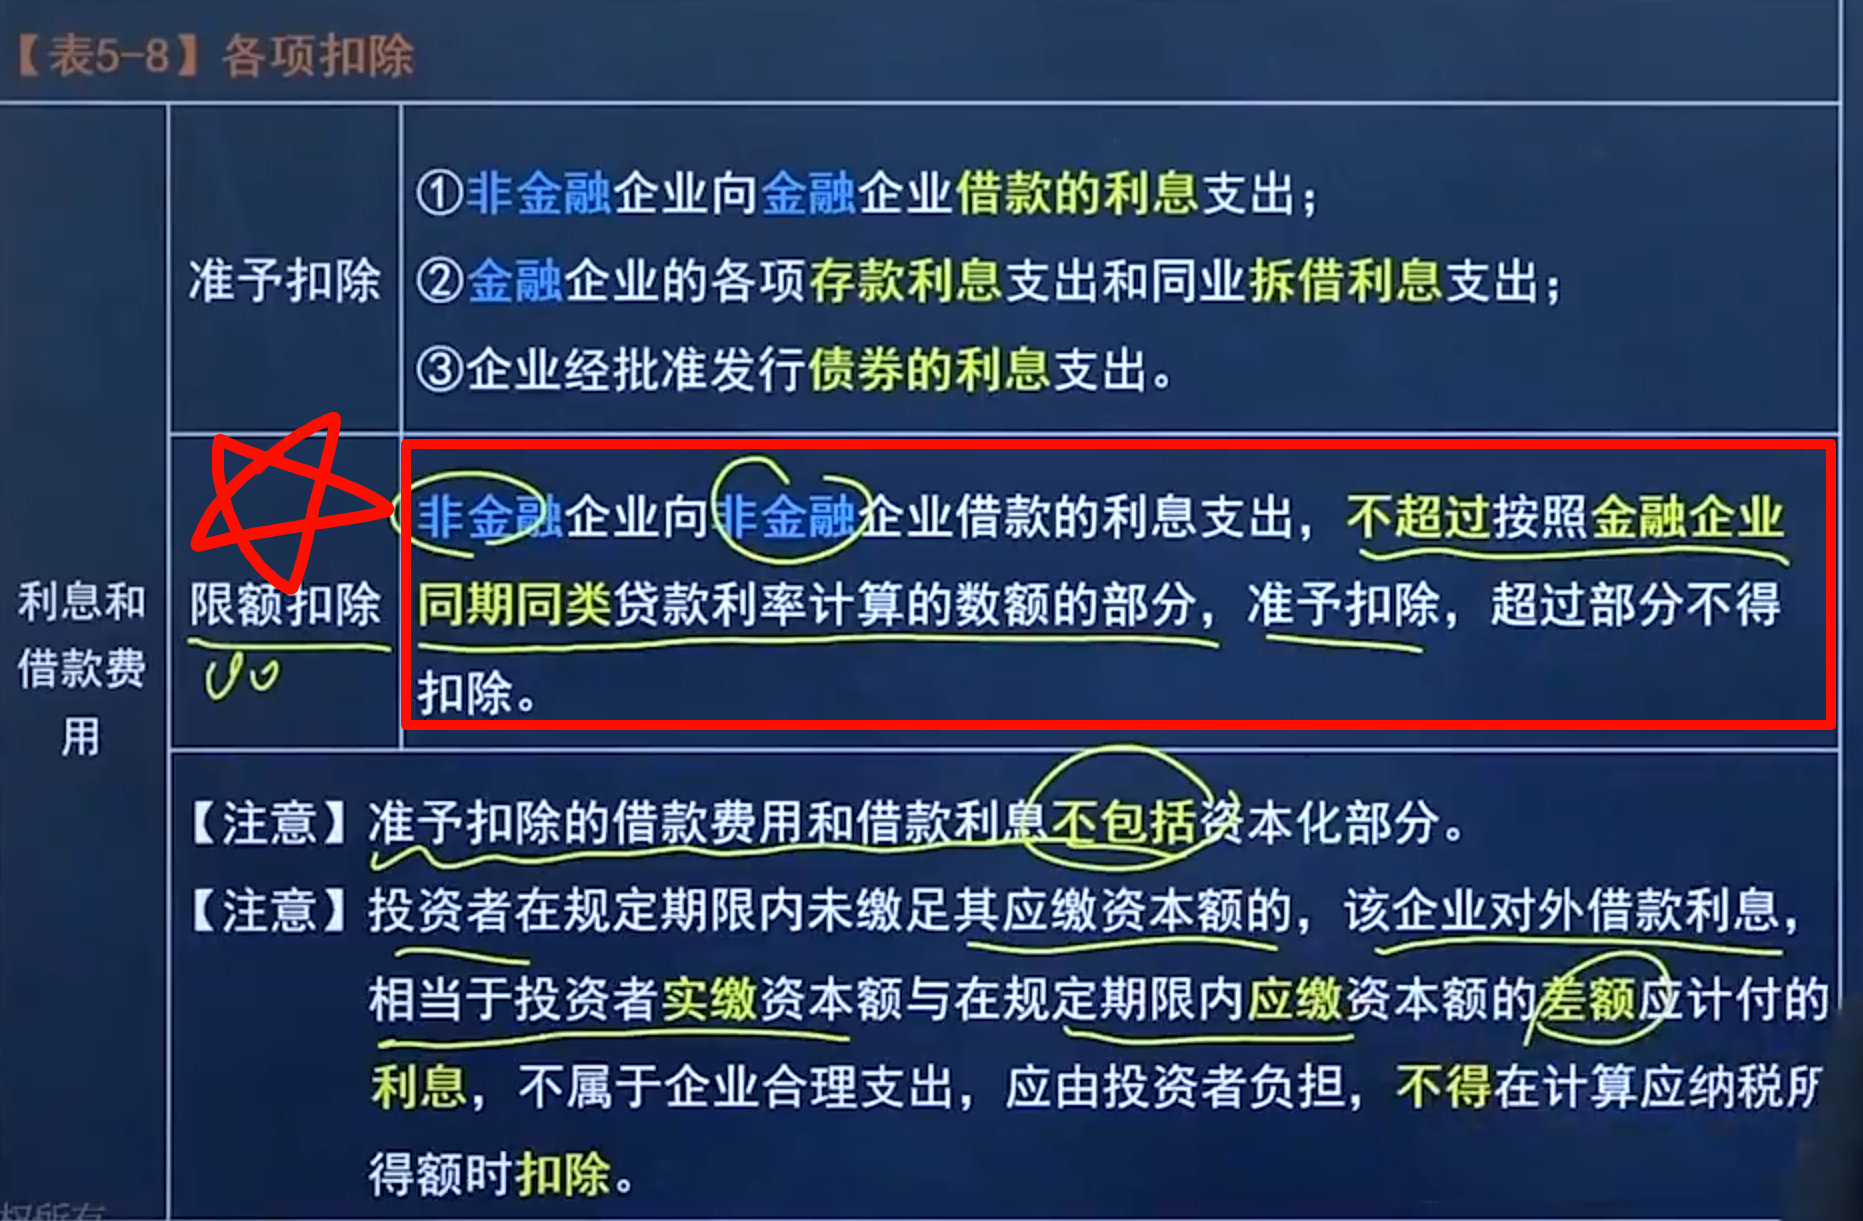 【表5-8】各项扣除
①非金融企业向金融企业借款的利息支出；
准予扣除
②金融企业的各项存款利息支出和同业拆借利息支出；
③企业经批准发行债券的利息支出。
利息和
借款费
用
限额扣除
非金融企业向非金融企业借款的利息支出，不超过按照金融企业
同期同类贷款利率计算的数额的部分，准予扣除，超过部分不得
扣除。
【注意】准予扣除的借款费用和借款利息不包括资本化部分。
【注意】投资者在规定期限内未缴足其应缴资本额的，该企业对外借款利息，
相当于投资者实缴资本额与在规定期限内应缴资本额的差额应计付的
利息，不属于企业合理支出，应由投资者负担，不得在计算应纳税所
得额时扣除。
权所有